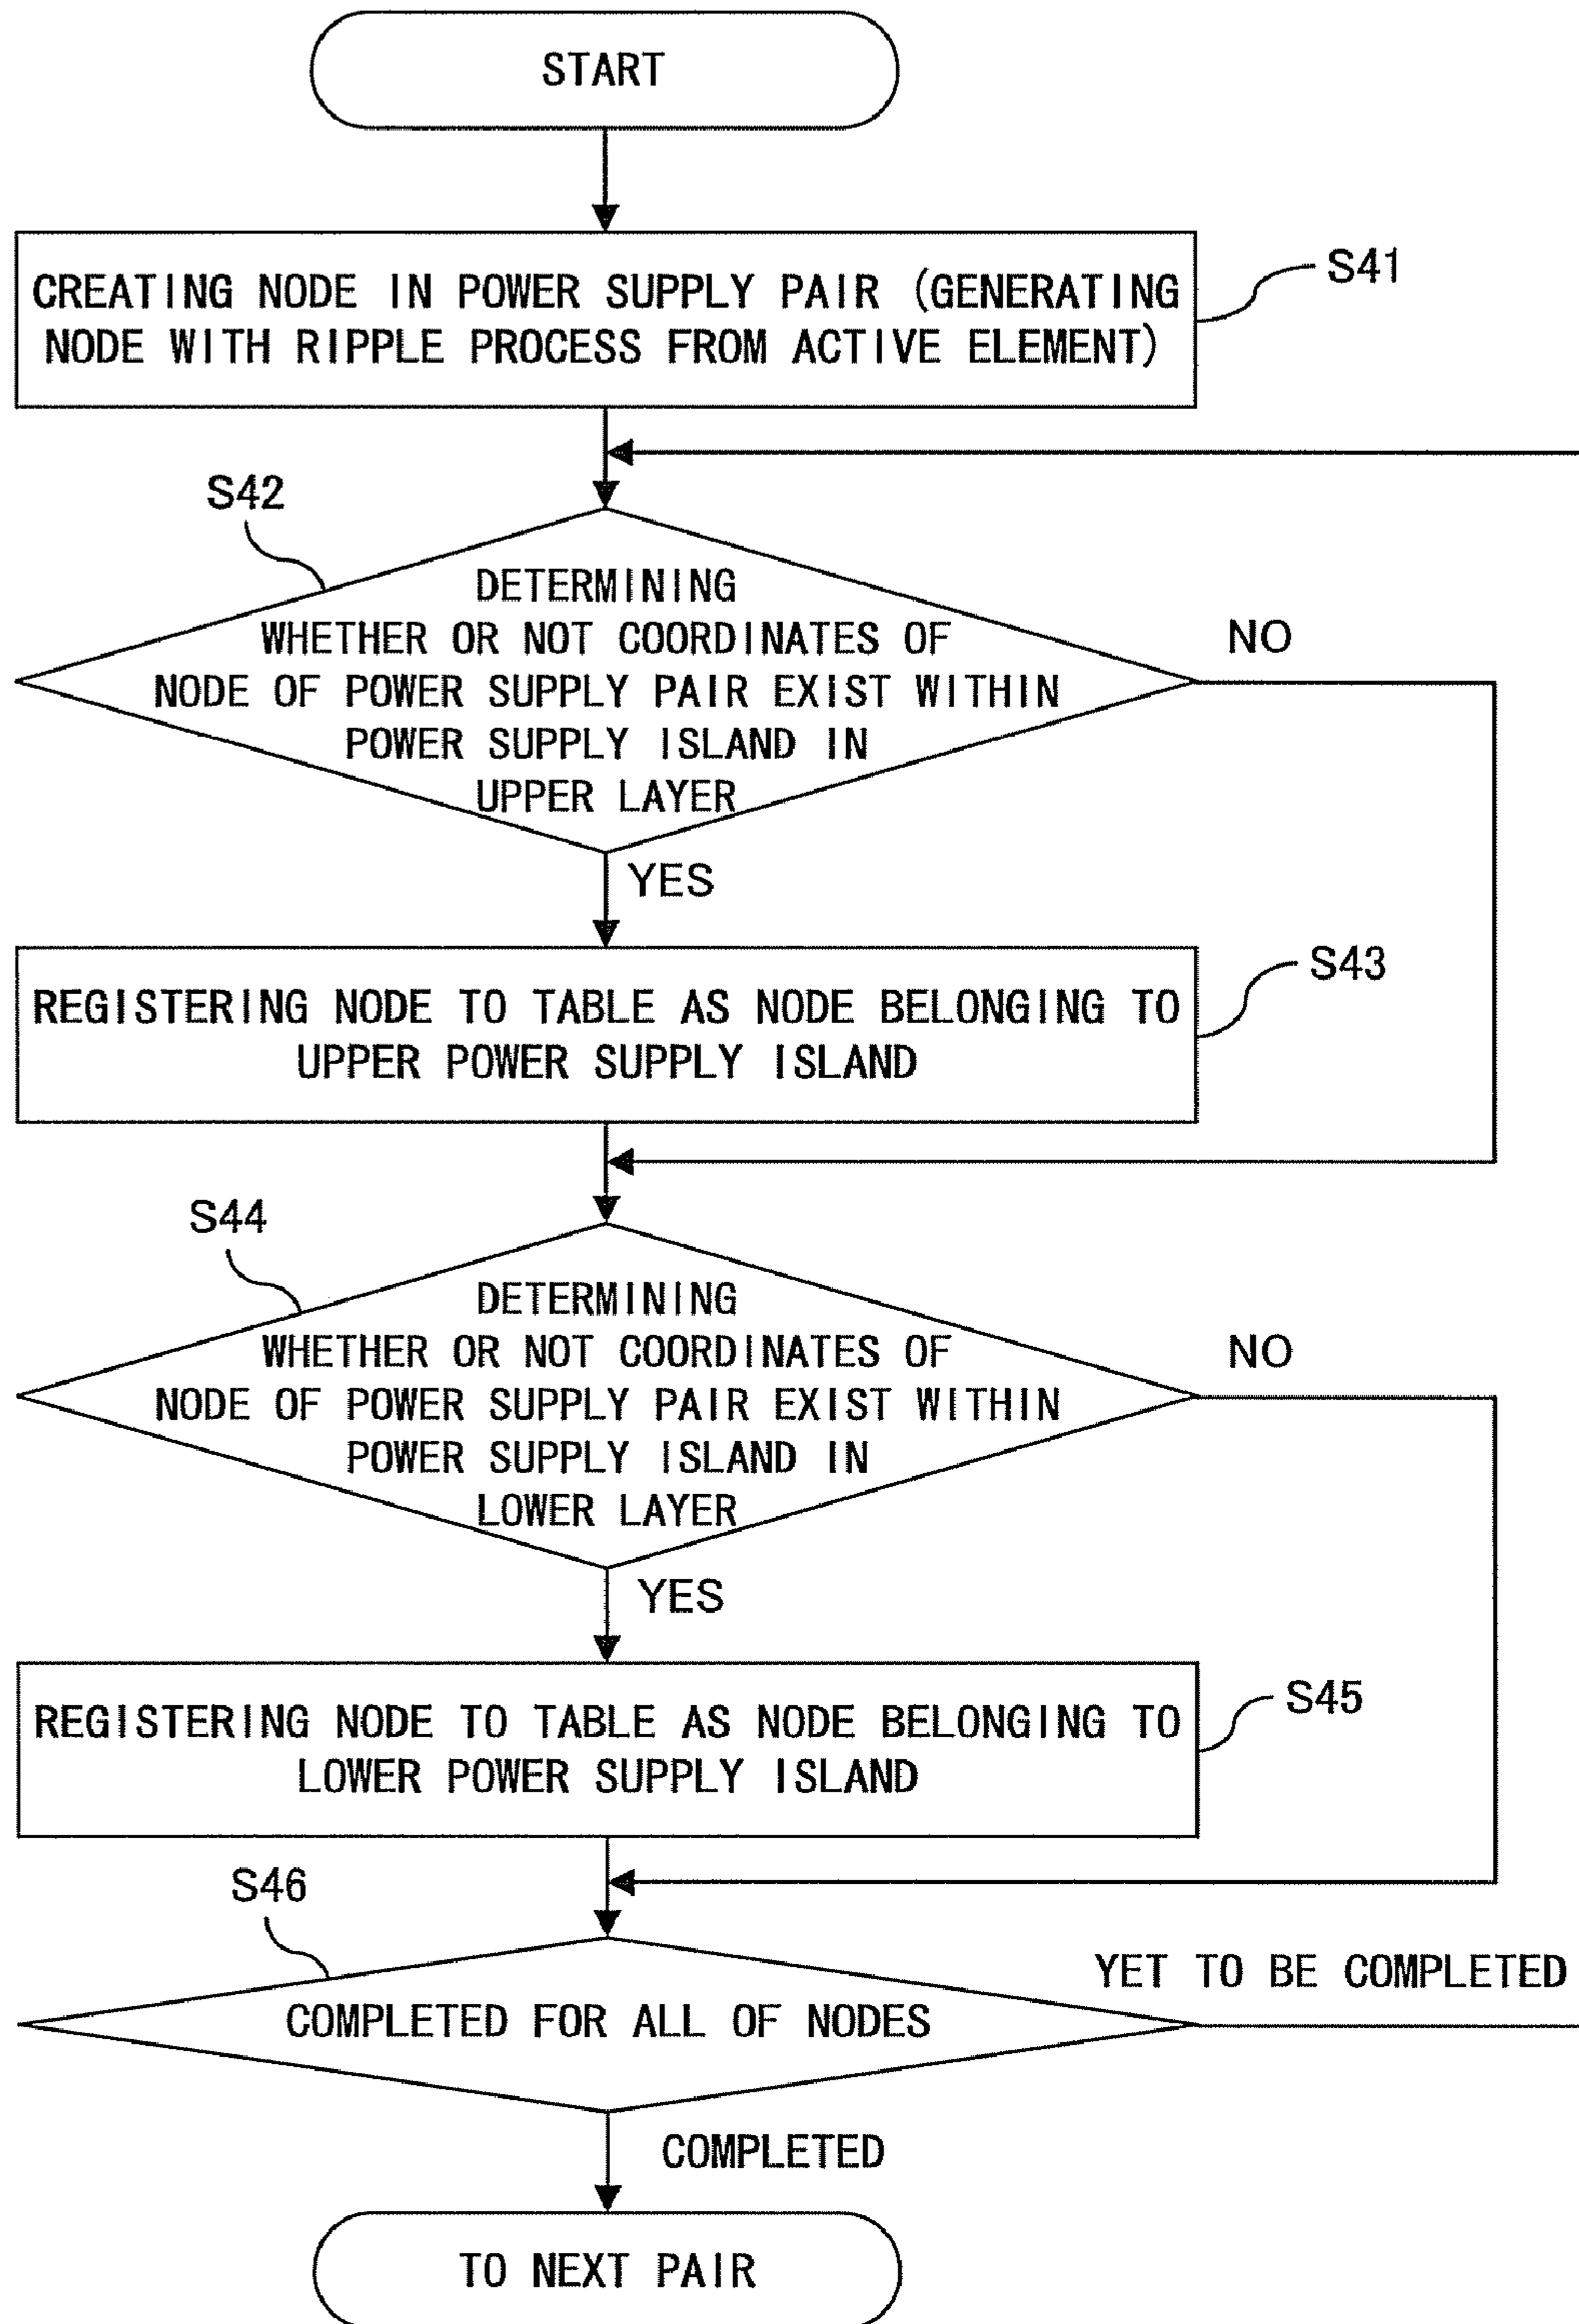 START
CREATING NODE IN POWER SUPPLY PAIR (GENERATING
NODE WITH RIPPLE PROCESS FROM ACTIVE ELEMENT)
S41
S42
DETERMINING
WHETHER OR NOT COORDINATES OF
NODE OF POWER SUPPLY PAIR EXIST WITHIN
POWER SUPPLY ISLAND IN
UPPER LAYER
NO
YES
REGISTERING NODE TO TABLE AS NODE BELONGING TO
UPPER POWER SUPPLY ISLAND
S43
S44
DETERMINING
WHETHER OR NOT COORDINATES OF
NODE OF POWER SUPPLY PAIR EXIST WITHIN
POWER SUPPLY ISLAND IN
LOWER LAYER
NO
YES
REGISTERING NODE TO TABLE AS NODE BELONGING TO
LOWER POWER SUPPLY ISLAND
S45
S46
COMPLETED FOR ALL OF NODES
YET TO BE COMPLETED
COMPLETED
TO NEXT PAIR